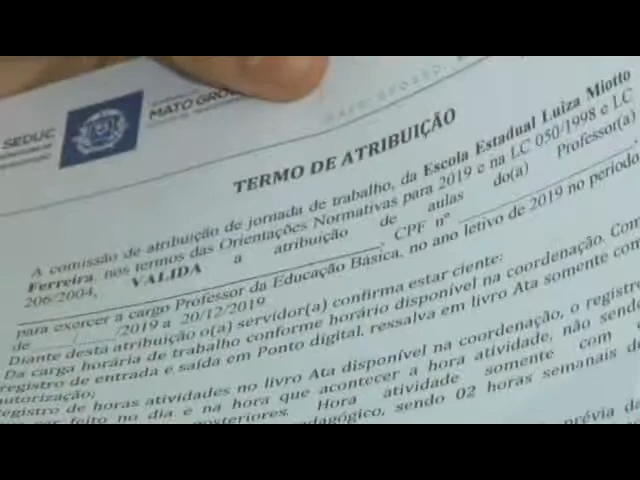 SEDUC
MATO GRO
TERMO DE ATRIBUIÇÃO
A comissão de atribuição de jornada de trabalho, da Escola Estadual Luiza Miotto
Ferreira, nos termos das Orientações Normativas para 2019 e na LC 050/1998 e LC
206/2004, VALIDA a atribuição de aulas do(a) Professor(a)
, CPF nº
para exercer a cargo Professor da Educação Básica, no ano letivo de 2019 no período
de ___/___/2019 a 20/12/2019.
Diante desta atribuição o(a) servidor(a) confirma estar ciente:
Da carga horária de trabalho conforme horário disponível na coordenação. Com
registro de entrada e saída em Ponto digital, ressalva em livro Ata somente com
autorização;
Registro de horas atividades no livro Ata disponível na coordenação, o registro
ser feito no dia e na hora que acontecer a hora atividade, não sendo
posteriores. Hora atividade somente com
sendo 02 horas semanais de
prévia da